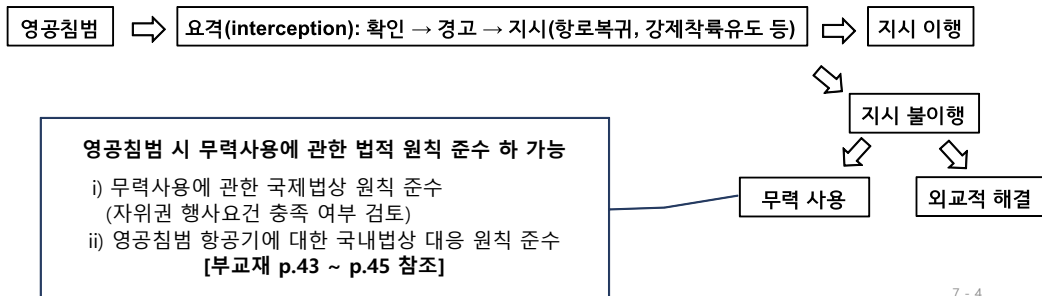 영공침범
요격(interception): 확인 → 경고 → 지시(항로복귀, 강제착륙유도 등)
지시 이행
지시 불이행
무력 사용
외교적 해결
영공침범 시 무력사용에 관한 법적 원칙 준수 하 가능
i) 무력사용에 관한 국제법상 원칙 준수
(자위권 행사요건 충족 여부 검토)
ii) 영공침범 항공기에 대한 국내법상 대응 원칙 준수
[부교재 p.43 ~ p.45 참조]
7 - 4